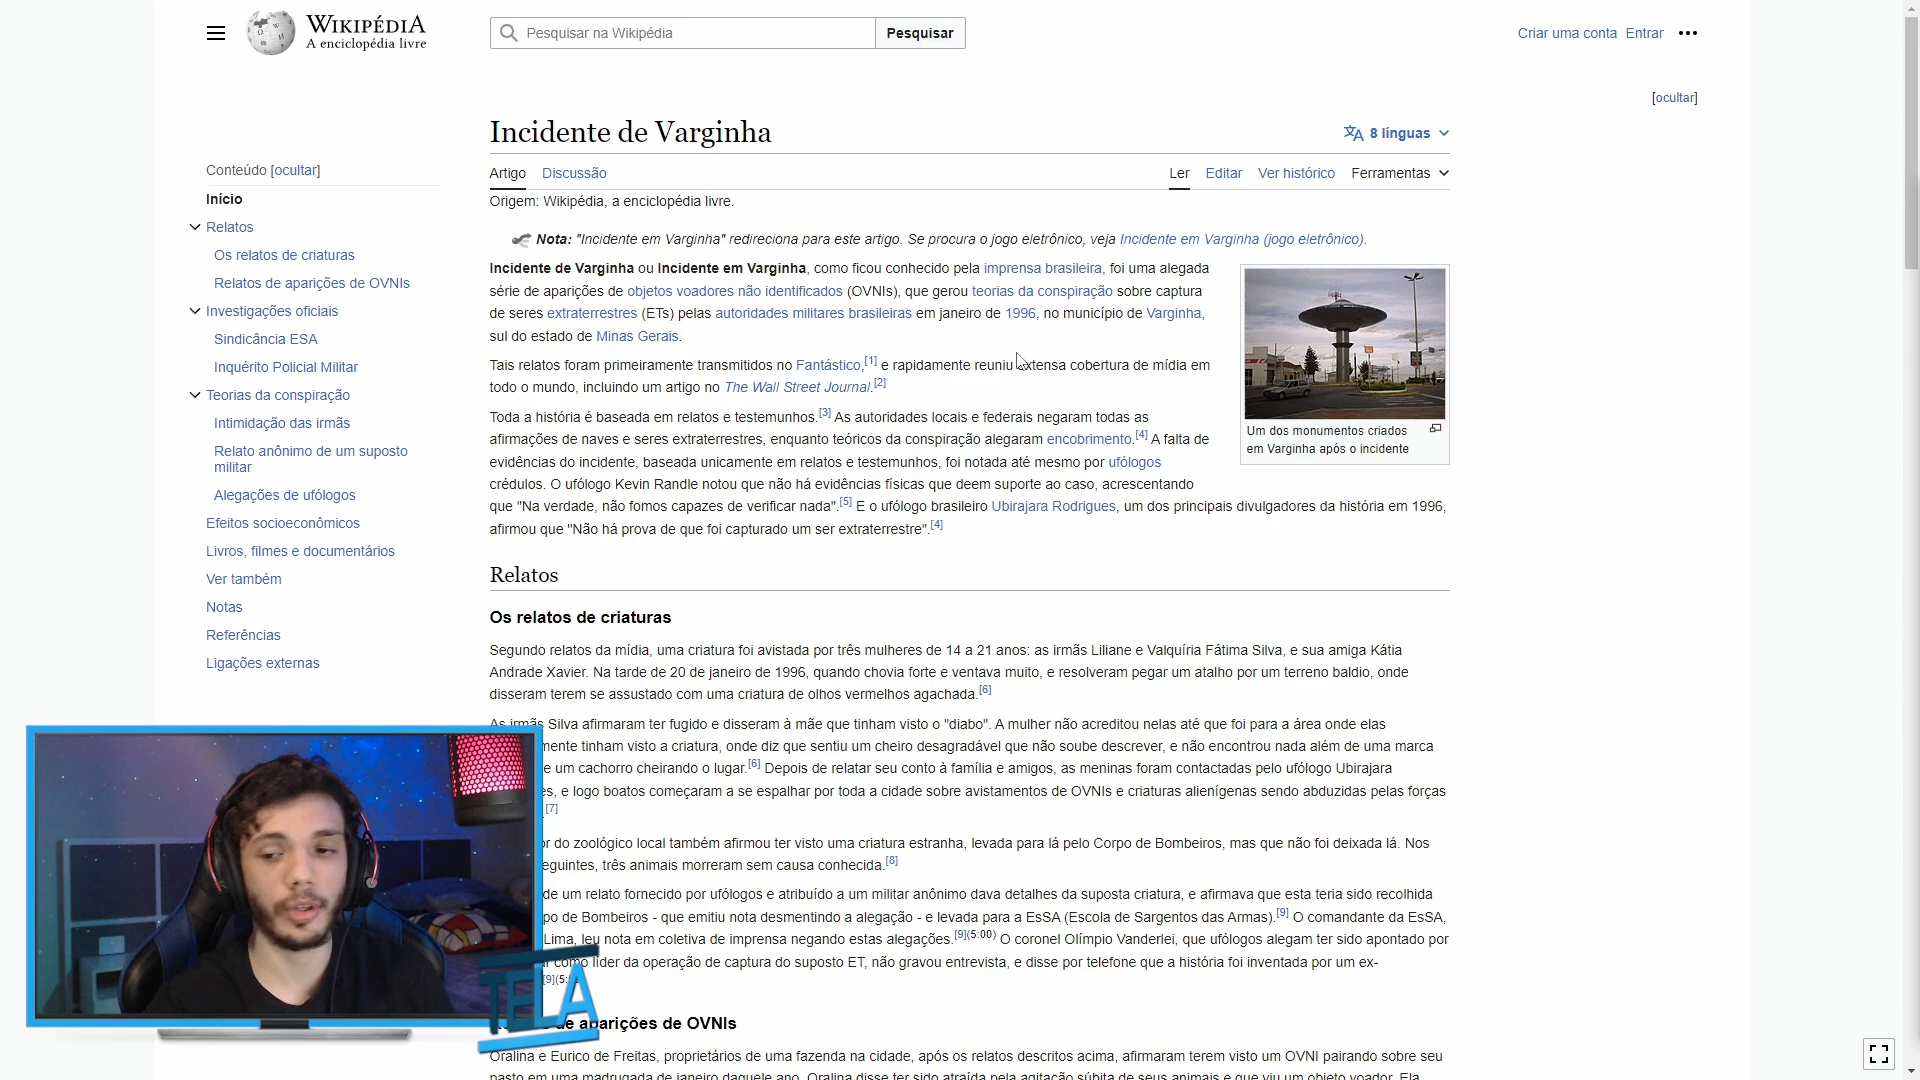 WIKIPÉDIA
A enciclopédia livre
Pesquisar na Wikipédia
Pesquisar
Criar uma conta Entrar
[ocultar]
Incidente de Varginha
8 línguas
Artigo Discussão
Ler Editar Ver histórico Ferramentas
Origem: Wikipédia, a enciclopédia livre.
Conteúdo [ocultar]
Início
Relatos
Os relatos de criaturas
Relatos de aparições de OVNIs
Investigações oficiais
Sindicância ESA
Inquérito Policial Militar
Teorias da conspiração
Intimidação das irmãs
Relato anônimo de um suposto
militar
Alegações de ufólogos
Efeitos socioeconômicos
Livros, filmes e documentários
Ver também
Notas
Referências
Ligações externas
Nota: "Incidente em Varginha" redireciona para este artigo. Se procura o jogo eletrônico, veja Incidente em Varginha (jogo eletrônico).
Incidente de Varginha ou Incidente em Varginha, como ficou conhecido pela imprensa brasileira, foi uma alegada
série de aparições de objetos voadores não identificados (OVNIs), que gerou teorias da conspiração sobre captura
de seres extraterrestres (ETs) pelas autoridades militares brasileiras em janeiro de 1996, no município de Varginha,
sul do estado de Minas Gerais.
Tais relatos foram primeiramente transmitidos no Fantástico,[1] e rapidamente reuniu extensa cobertura de mídia em
todo o mundo, incluindo um artigo no The Wall Street Journal.[2]
Toda a história é baseada em relatos e testemunhos.[3] As autoridades locais e federais negaram todas as
afirmações de naves e seres extraterrestres, enquanto teóricos da conspiração alegaram encobrimento.[4] A falta de
evidências do incidente, baseada unicamente em relatos e testemunhos, foi notada até mesmo por ufólogos
crédulos. O ufólogo Kevin Randle notou que não há evidências físicas que deem suporte ao caso, acrescentando
que "Na verdade, não fomos capazes de verificar nada".[5] E o ufólogo brasileiro Ubirajara Rodrigues, um dos principais divulgadores da história em 1996,
afirmou que "Não há prova de que foi capturado um ser extraterrestre".[4]
Um dos monumentos criados
em Varginha após o incidente
Relatos
Os relatos de criaturas
Segundo relatos da mídia, uma criatura foi avistada por três mulheres de 14 a 21 anos: as irmãs Liliane e Valquíria Fátima Silva, e sua amiga Kátia
Andrade Xavier. Na tarde de 20 de janeiro de 1996, quando chovia forte e ventava muito, e resolveram pegar um atalho por um terreno baldio, onde
disseram terem se assustado com uma criatura de olhos vermelhos agachada.[6]
As irmãs Silva afirmaram ter fugido e disseram à mãe que tinham visto o "diabo". A mulher não acreditou nelas até que foi para a área onde elas
mente tinham visto a criatura, onde diz que sentiu um cheiro desagradável que não soube descrever, e não encontrou nada além de uma marca
e um cachorro cheirando o lugar.[6] Depois de relatar seu conto à família e amigos, as meninas foram contactadas pelo ufólogo Ubirajara
es, e logo boatos começaram a se espalhar por toda a cidade sobre avistamentos de OVNIs e criaturas alienígenas sendo abduzidas pelas forças
[7]
or do zoológico local também afirmou ter visto uma criatura estranha, levada para lá pelo Corpo de Bombeiros, mas que não foi deixada lá. Nos
eguintes, três animais morreram sem causa conhecida.[8]
de um relato fornecido por ufólogos e atribuído a um militar anônimo dava detalhes da suposta criatura, e afirmava que esta teria sido recolhida
po de Bombeiros - que emitiu nota desmentindo a alegação - e levada para a EsSA (Escola de Sargentos das Armas).[9] O comandante da EsSA,
Lima, leu nota em coletiva de imprensa negando estas alegações.[9](5:00) O coronel Olímpio Vanderlei, que ufólogos alegam ter sido apontado por
como líder da operação de captura do suposto ET, não gravou entrevista, e disse por telefone que a história foi inventada por um ex-
[9](5:
TELA
de aparições de OVNIs
Oralina e Eurico de Freitas, proprietários de uma fazenda na cidade, após os relatos descritos acima, afirmaram terem visto um OVNI pairando sobre seu
pasto em uma madrugada de janeiro daquele ano. Oralina disse ter sido atraída pela agitação súbita de seus animais e que viu um objeto voador. Ela